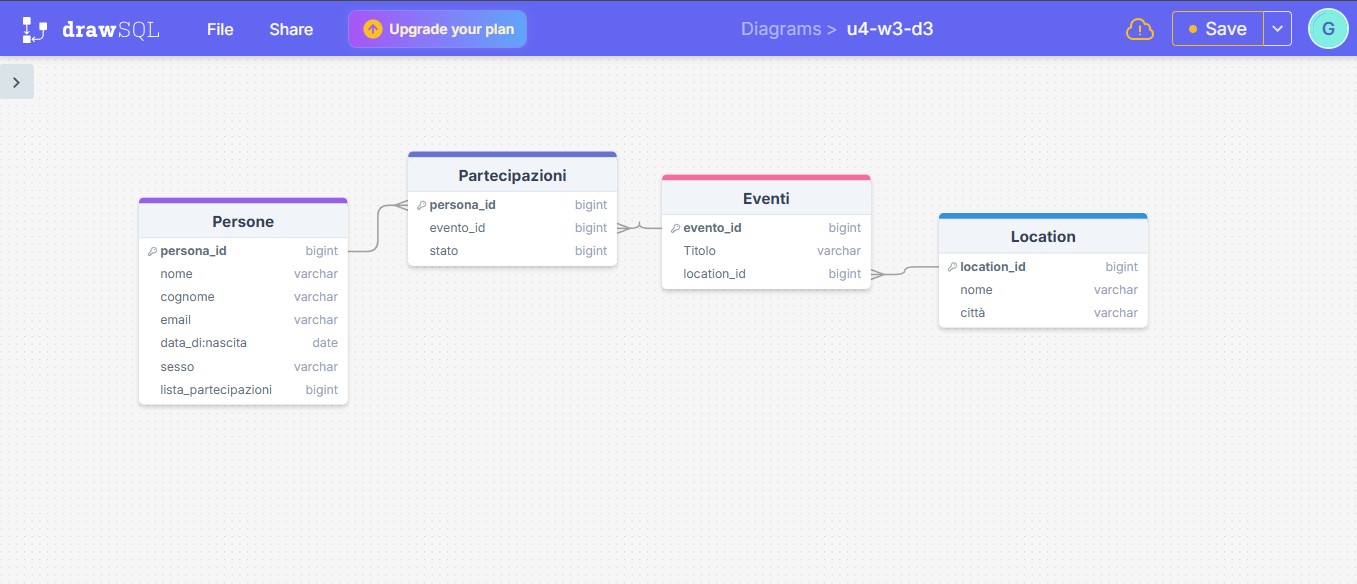 drawSQL File Share Upgrade your plan Diagrams > u4-w3-d3 Save G
Persone
persona_id bigint
nome varchar
cognome varchar
email varchar
data_di:nascita date
sesso varchar
lista_partecipazioni bigint
Partecipazioni
persona_id bigint
evento_id bigint
stato bigint
Eventi
evento_id bigint
Titolo varchar
location_id bigint
Location
location_id bigint
nome varchar
città varchar